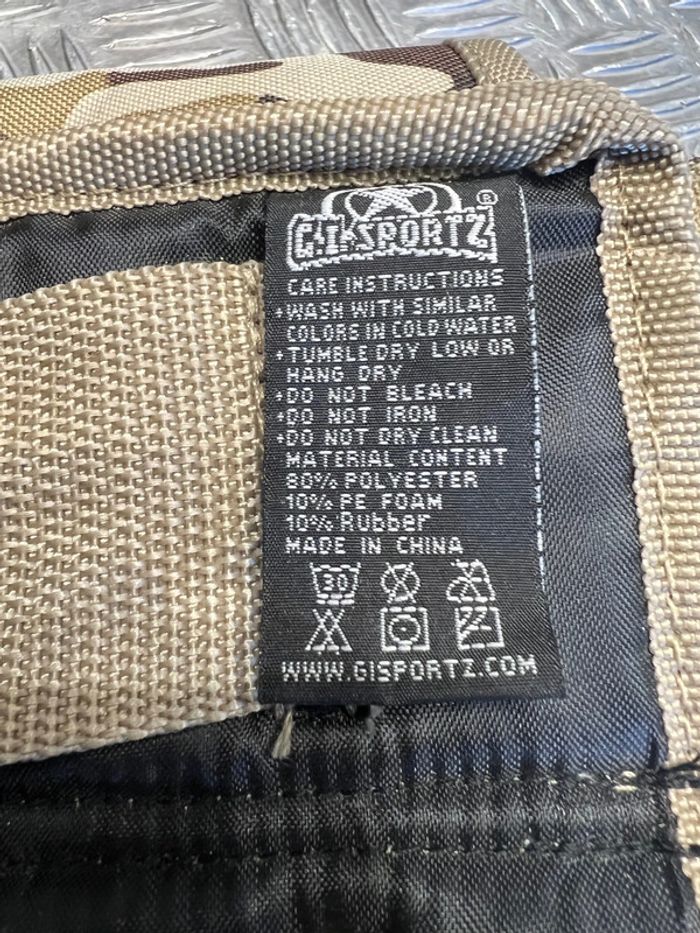 G.I. SPORTZ ®
CARE INSTRUCTIONS
•WASH WITH SIMILAR
COLORS IN COLD WATER
•TUMBLE DRY LOW OR
HANG DRY
•DO NOT BLEACH
•DO NOT IRON
•DO NOT DRY CLEAN
MATERIAL CONTENT
80% POLYESTER
10% PE FOAM
10% Rubber
MADE IN CHINA
30
WWW.GISPORTZ.COM